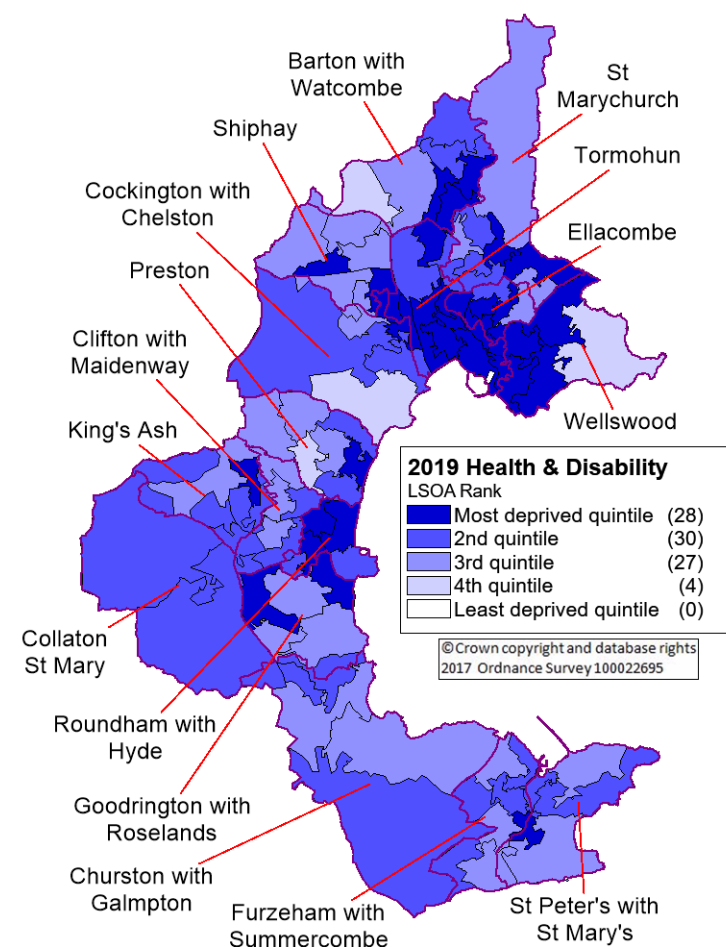 Barton with
Watcombe
St
Marychurch
Shiphay
Tormohun
Cockington with
Chelston
Ellacombe
Preston
Clifton with
Maidenway
King's Ash
Wellswood
2019 Health & Disability
LSOA Rank
Most deprived quintile (28)
2nd quintile (30)
3rd quintile (27)
4th quintile (4)
Least deprived quintile (0)
©Crown copyright and database rights
2017 Ordnance Survey 100022695
Collaton
St Mary
Roundham with
Hyde
Goodrington with
Roselands
Churston with
Galmpton
Furzeham with
Summercombe
St Peter's with
St Mary's